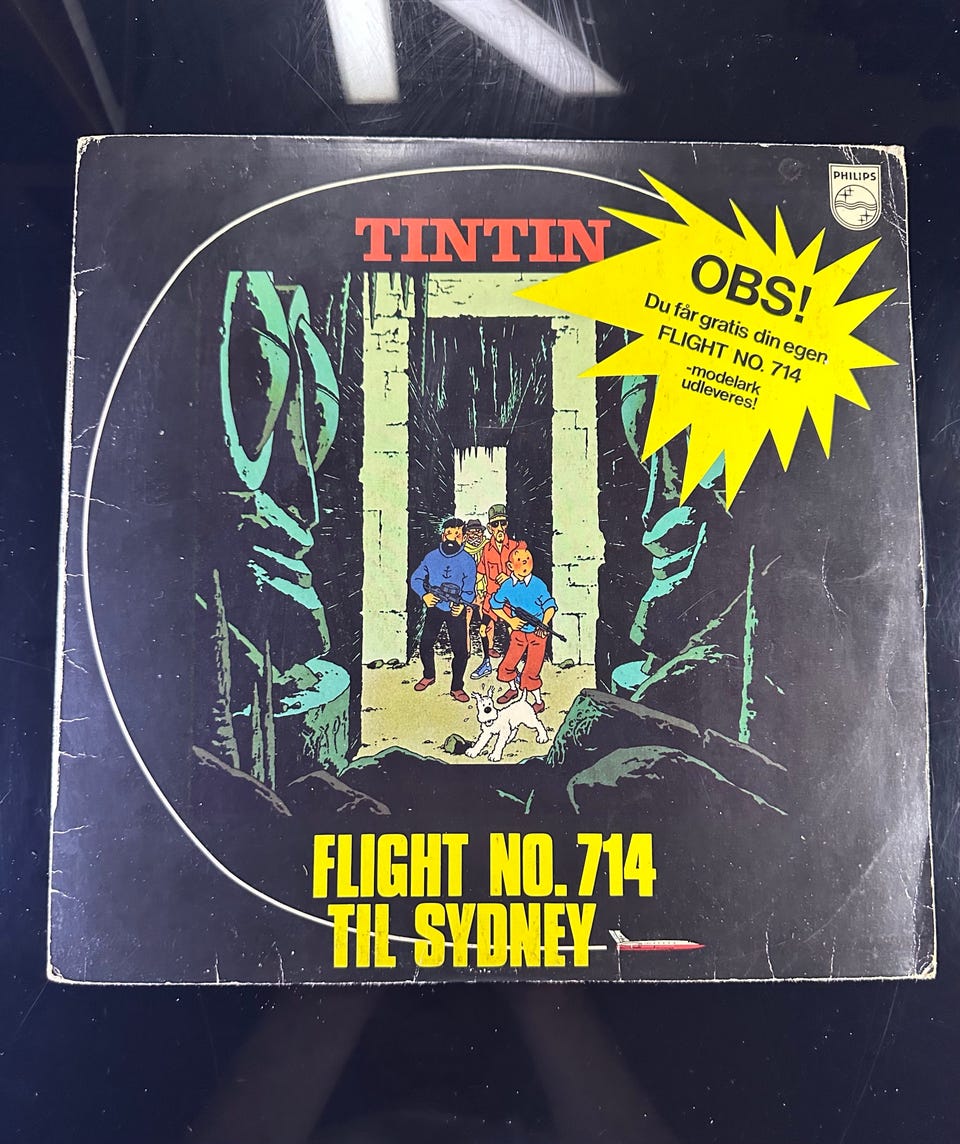 PHILIPS
TINTIN
OBS!
Du får gratis din egen
FLIGHT NO. 714
-modelark
udleveres!
FLIGHT NO. 714
TIL SYDNEY